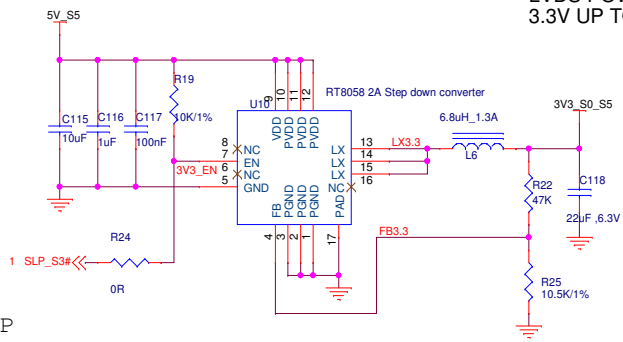 3.3V UP T
5V_S5
R19
RT8058 2A Step down converter
U10
9
10
11
12
VDD
PVDD
PVDD
PVDD
3V3_S0_S5
6.8uH_1.3A
C115
C116
C117
10K/1%
10uF
1uF
100nF
8
NC
LX
13
LX3.3
7
EN
LX
14
L6
3V3_EN
6
NC
LX
15
5
GND
NC
16
R22
47K
C118
22uF ,6.3V
FB
PGND
PGND
PGND
PAD
4
3
2
1
17
FB3.3
R24
1
SLP_S3#
0R
R25
10.5K/1%
P